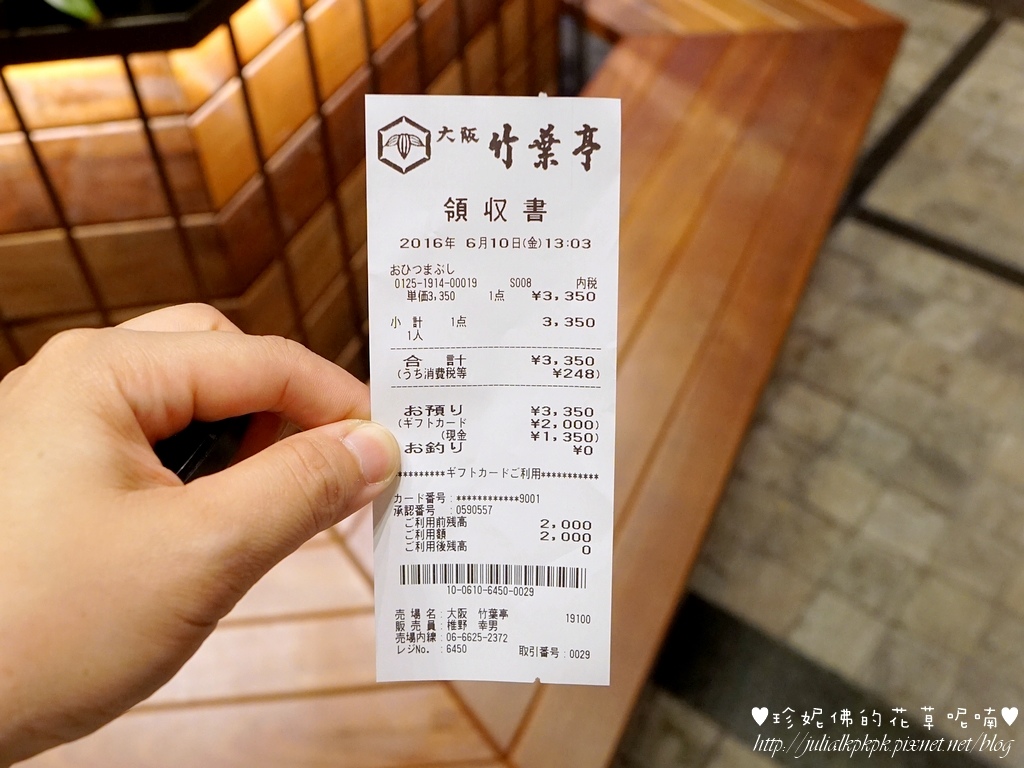 大阪 竹葉亭
領収書
2016年 6月10日(金)13:03
おひつまぶし
0125-1914-00019 S008 内税
単価3,350 1点 ¥3,350
小 計 1点 3,350
1人
合 計 ¥3,350
(うち消費税等 ¥248)
お預り ¥3,350
(ギフトカード ¥2,000)
(現金 ¥1,350)
お釣り ¥0
**********ギフトカードご利用***********
カード番号:************9001
承認番号 :0590557
ご利用前残高 2,000
ご利用額 2,000
ご利用後残高 0
10-0610-6450-0029
売 場 名:大阪 竹葉亭 19100
販 売 員:椎野 幸男
売場内線:06-6625-2372
レジNo. :6450 取引番号:0029
♥珍妮佛的花草呢喃♥
http://julialkpkpk.pixnet.net/blog